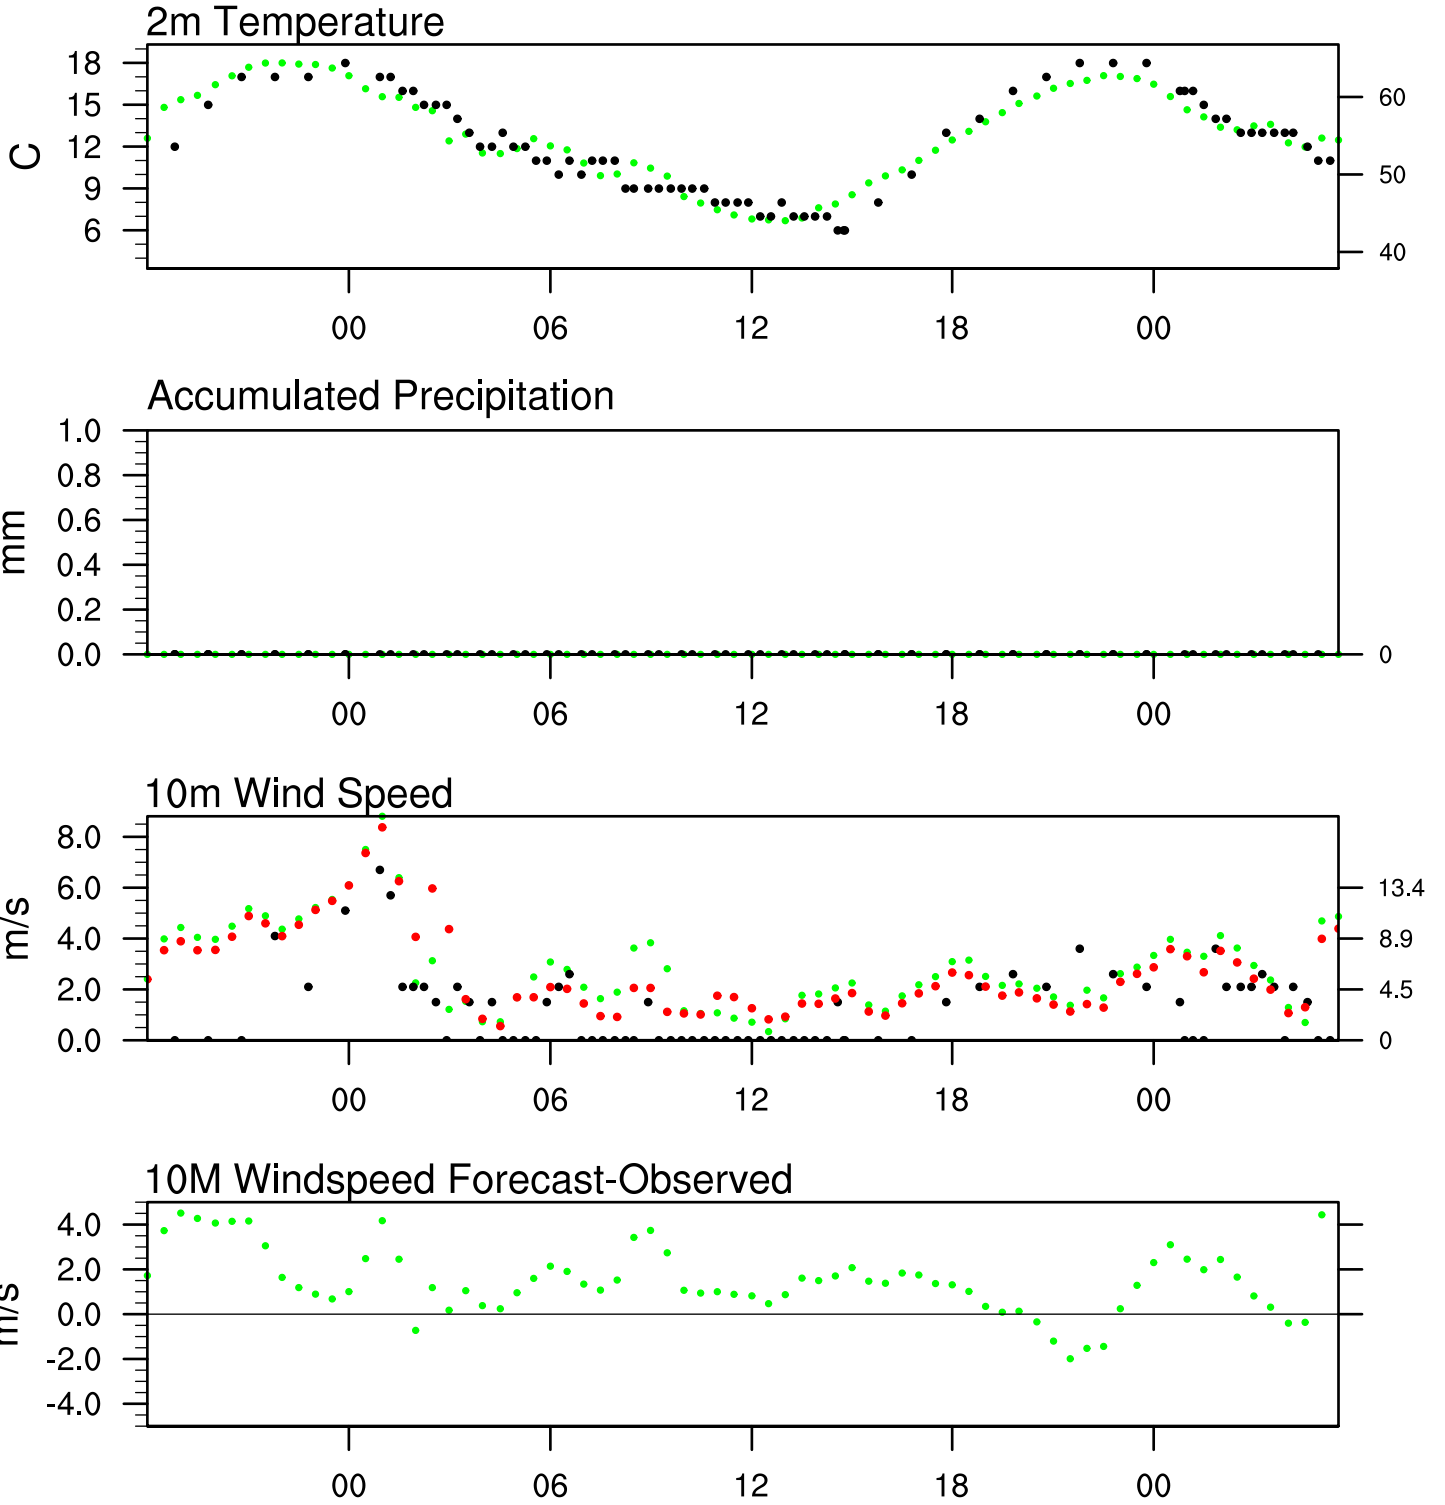 2m Temperature
18
15
12
9
6
C
60
50
40
00 06 12 18 00
Accumulated Precipitation
1.0
0.8
0.6
0.4
0.2
0.0
mm
0
00 06 12 18 00
10m Wind Speed
8.0
6.0
4.0
2.0
0.0
m/s
13.4
8.9
4.5
0
00 06 12 18 00
10M Windspeed Forecast-Observed
4.0
2.0
0.0
-2.0
-4.0
m/s
00 06 12 18 00